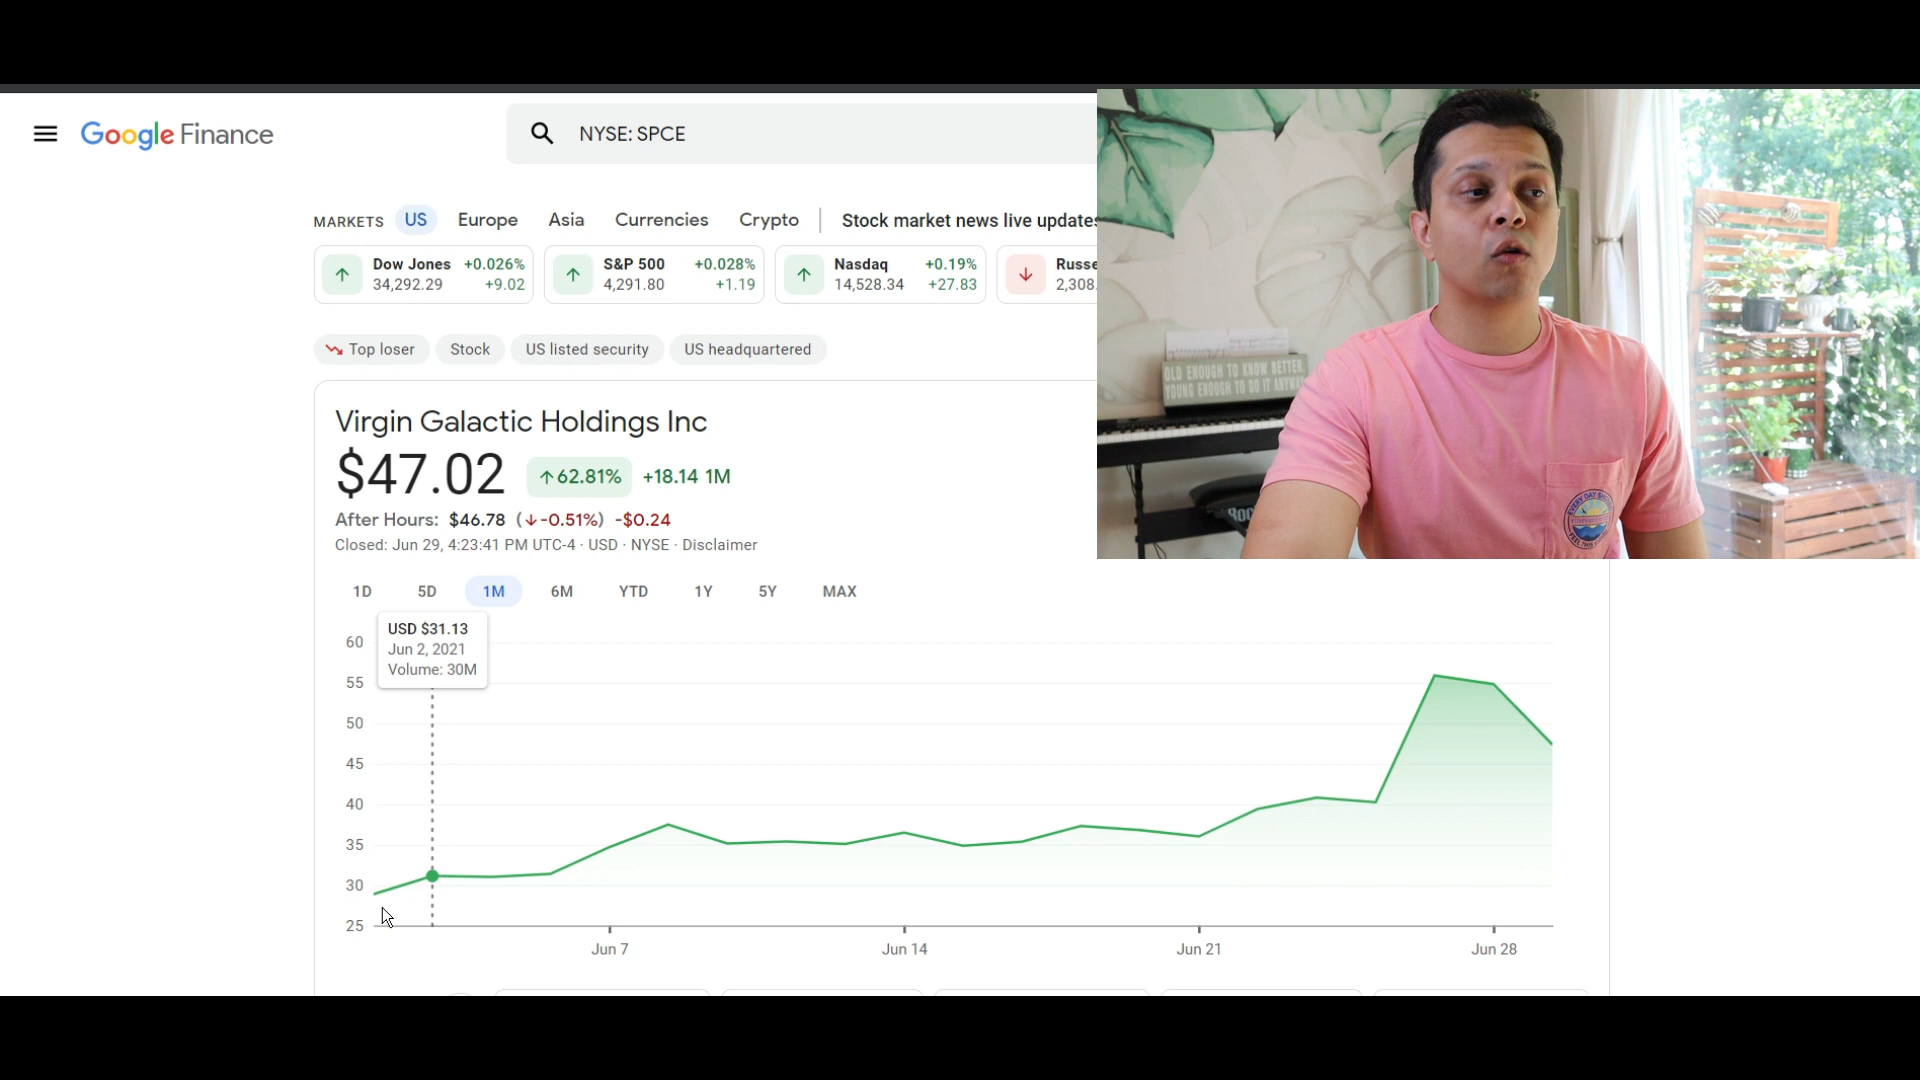 Google Finance
NYSE: SPCE
MARKETS US Europe Asia Currencies Crypto Stock market news live updates
Dow Jones +0.026%
34,292.29 +9.02
S&P 500 +0.028%
4,291.80 +1.19
Nasdaq +0.19%
14,528.34 +27.83
Russe
2,308.
Top loser Stock US listed security US headquartered
Virgin Galactic Holdings Inc
$47.02 ↑62.81% +18.14 1M
After Hours: $46.78 (↓-0.51%) -$0.24
Closed: Jun 29, 4:23:41 PM UTC-4 · USD · NYSE · Disclaimer
1D 5D 1M 6M YTD 1Y 5Y MAX
USD $31.13
Jun 2, 2021
Volume: 30M
60
55
50
45
40
35
30
25
Jun 7 Jun 14 Jun 21 Jun 28
OLD ENOUGH TO KNOW BETTER
YOUNG ENOUGH TO DO IT ANYWAY
EVERY DAY